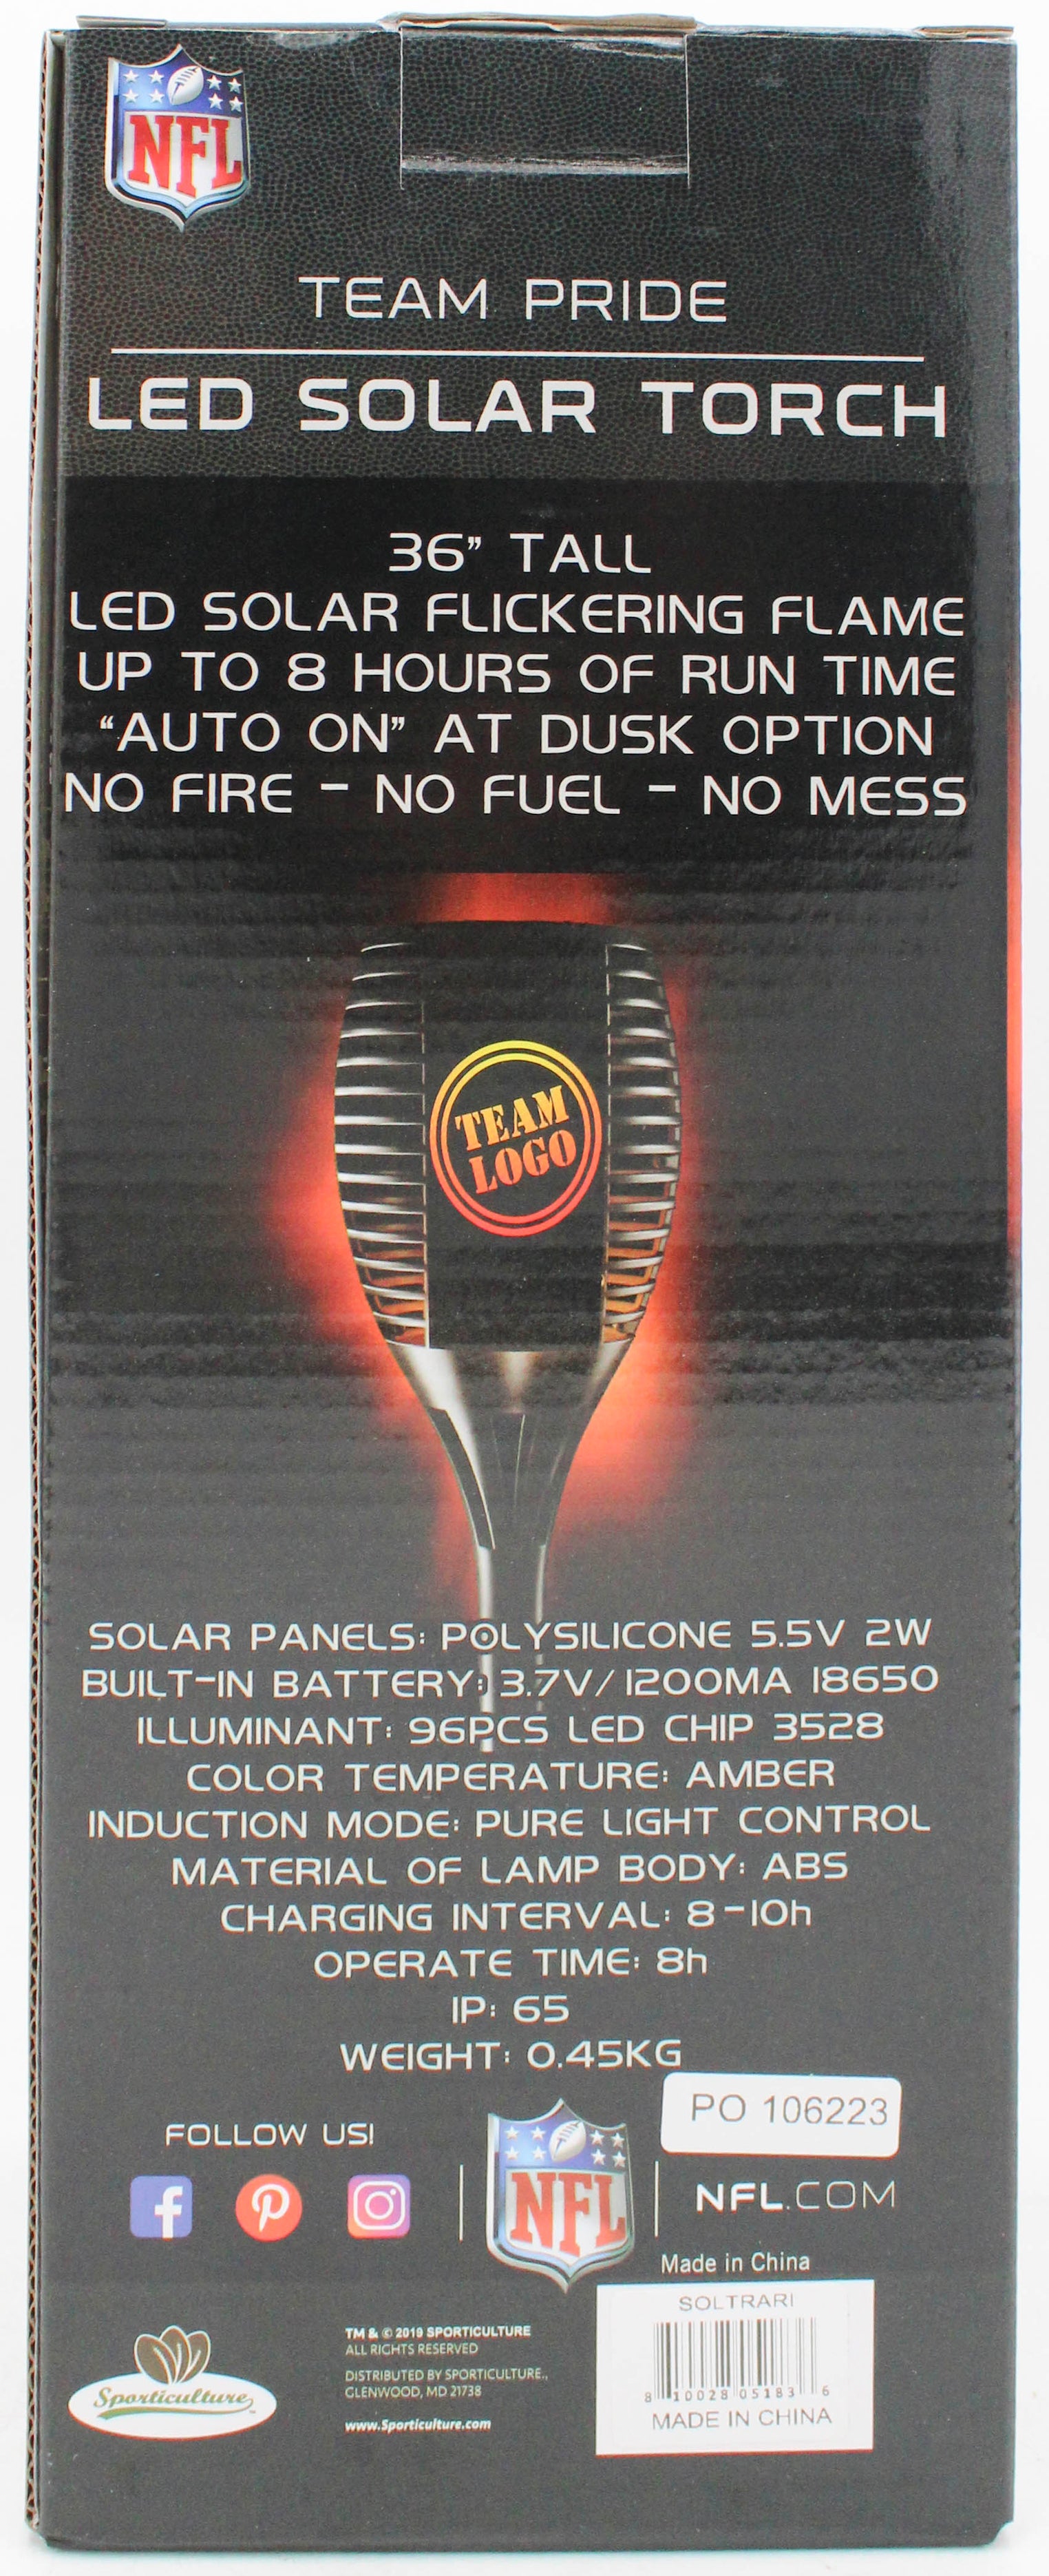 NFL
TEAM PRIDE
LED SOLAR TORCH
36” TALL
LED SOLAR FLICKERING FLAME
UP TO 8 HOURS OF RUN TIME
“AUTO ON” AT DUSK OPTION
NO FIRE - NO FUEL - NO MESS
TEAM
LOGO
SOLAR PANELS: POLYSILICONE 5.5V 2W
BUILT-IN BATTERY: 3.7V/1200MA 18650
ILLUMINANT: 96PCS LED CHIP 3528
COLOR TEMPERATURE: AMBER
INDUCTION MODE: PURE LIGHT CONTROL
MATERIAL OF LAMP BODY: ABS
CHARGING INTERVAL: 8-10h
OPERATE TIME: 8h
IP: 65
WEIGHT: 0.45KG
PO 106223
FOLLOW US!
NFL
NFL.COM
Made in China
SOLTRARI
8 10028 05183 6
MADE IN CHINA
Sporticulture
TM & © 2019 SPORTICULTURE
ALL RIGHTS RESERVED
DISTRIBUTED BY SPORTICULTURE.,
GLENWOOD, MD 21738
www.Sporticulture.com